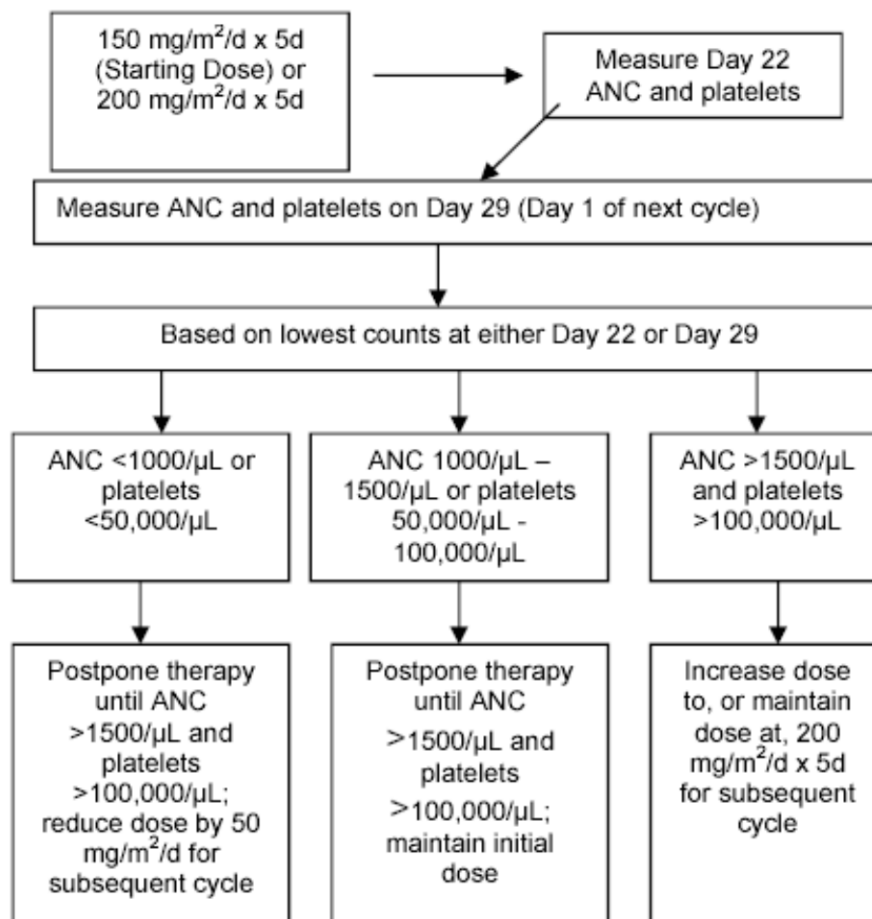 150 mg/m²/d x 5d
(Starting Dose) or
200 mg/m²/d x 5d
Measure Day 22
ANC and platelets
Measure ANC and platelets on Day 29 (Day 1 of next cycle)
Based on lowest counts at either Day 22 or Day 29
ANC <1000/μL or
platelets
<50,000/μL
ANC 1000/μL –
1500/μL or platelets
50,000/μL -
100,000/μL
ANC >1500/μL
and platelets
>100,000/μL
Postpone therapy
until ANC
>1500/μL and
platelets
>100,000/μL;
reduce dose by 50
mg/m²/d for
subsequent cycle
Postpone therapy
until ANC
>1500/μL and
platelets
>100,000/μL;
maintain initial
dose
Increase dose
to, or maintain
dose at, 200
mg/m²/d x 5d
for subsequent
cycle